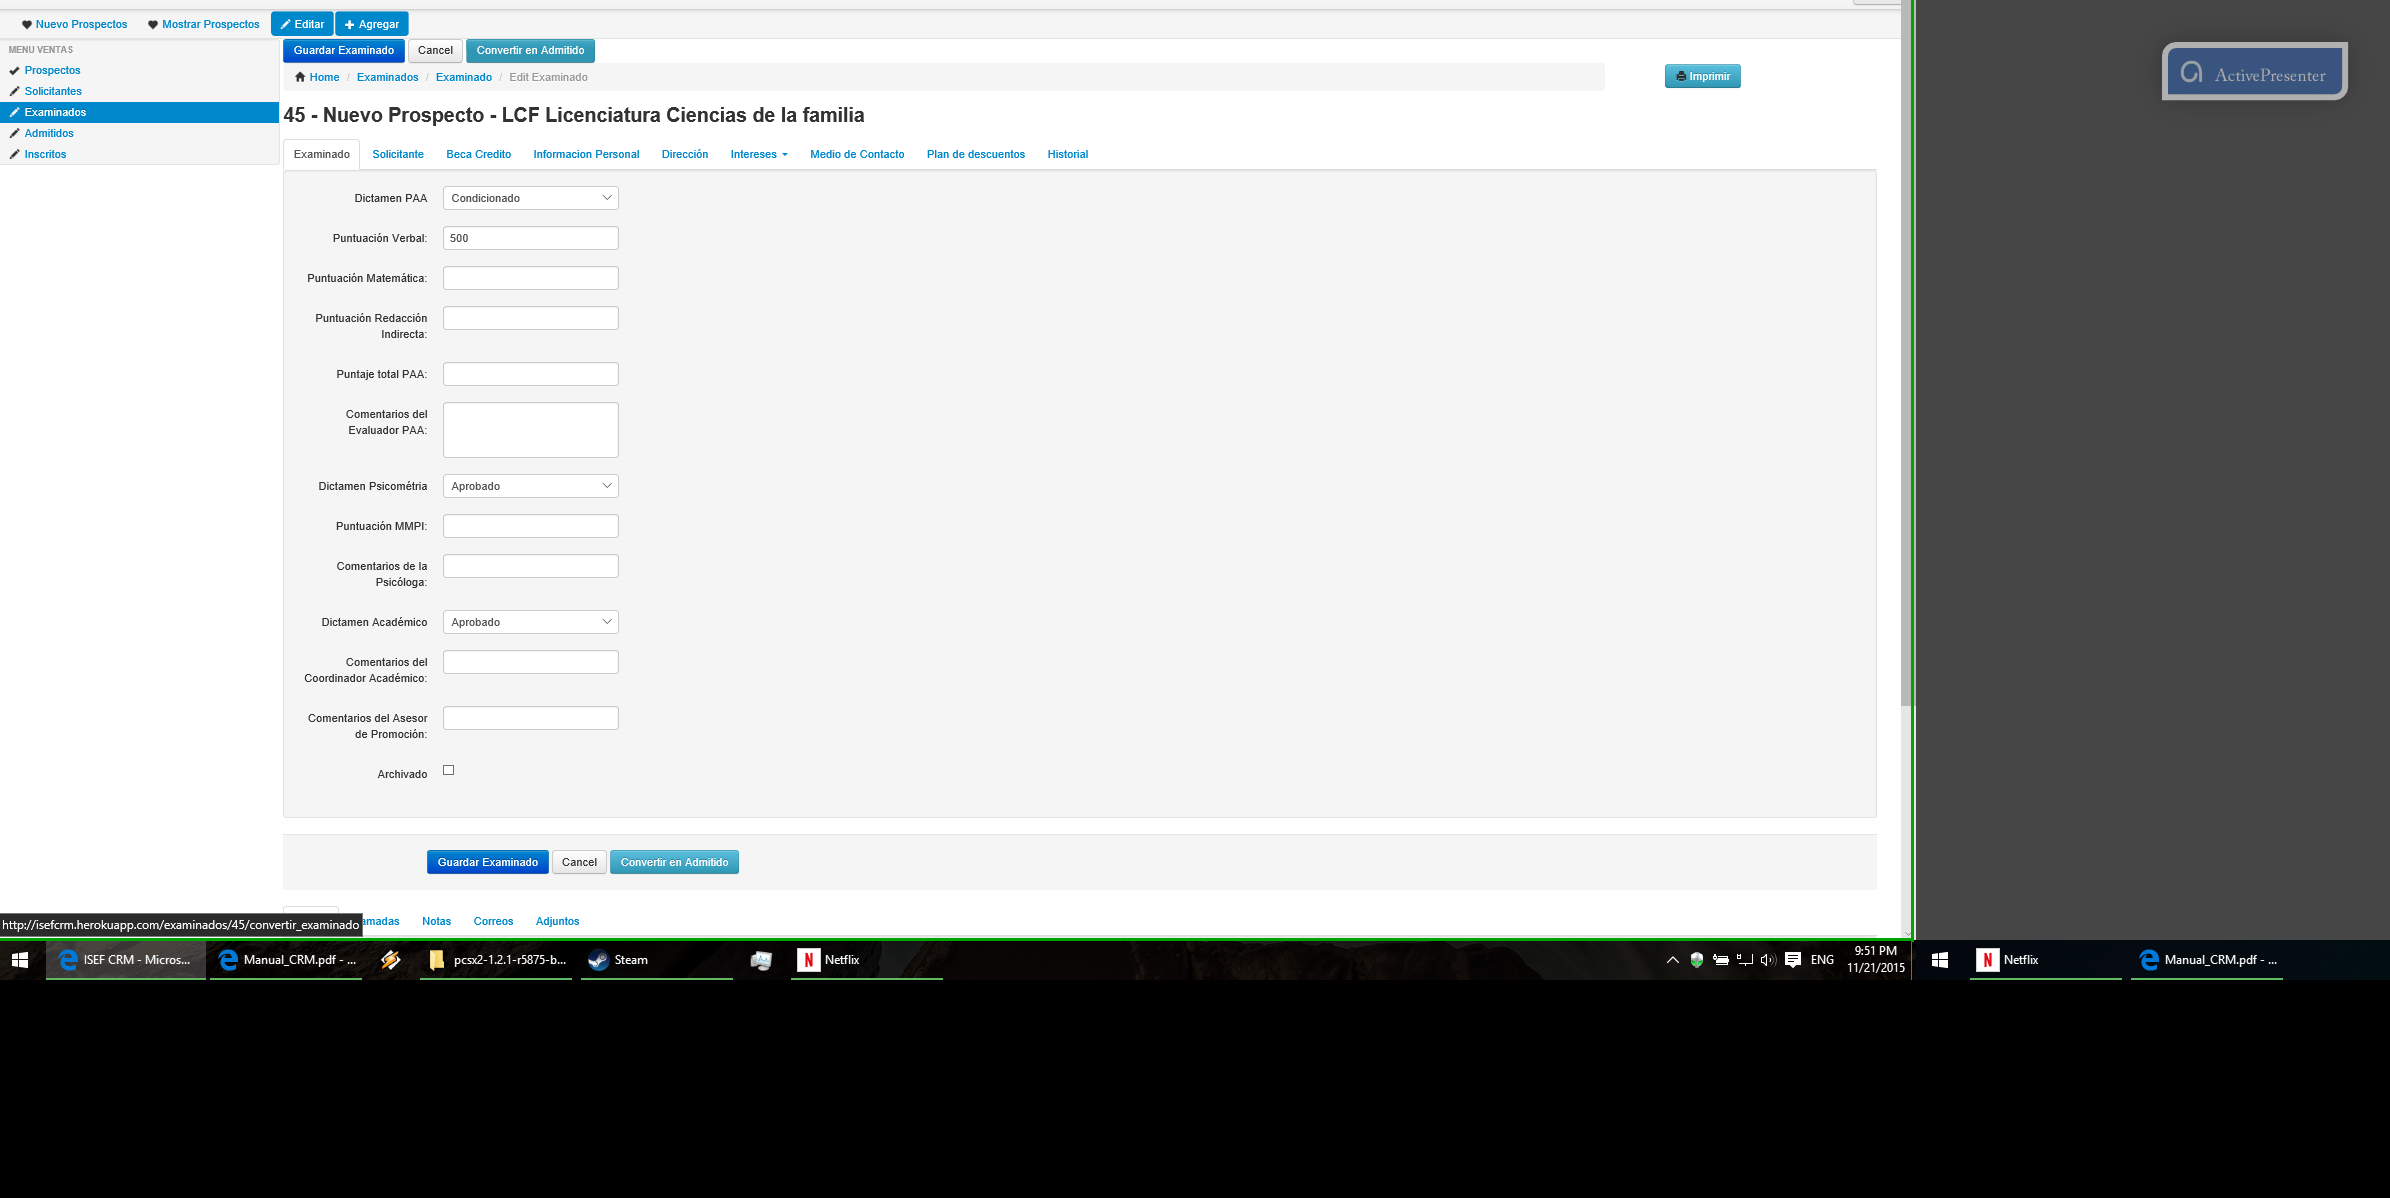 Nuevo Prospectos Mostrar Prospectos Editar Agregar
MENU VENTAS
Prospectos
Solicitantes
Examinados
Admitidos
Inscritos
Guardar Examinado Cancel Convertir en Admitido
Home / Examinados / Examinado / Edit Examinado
Imprimir
45 - Nuevo Prospecto - LCF Licenciatura Ciencias de la familia
Examinado Solicitante Beca Credito Informacion Personal Dirección Intereses Medio de Contacto Plan de descuentos Historial
Dictamen PAA Condicionado
Puntuación Verbal: 500
Puntuación Matemática:
Puntuación Redacción
Indirecta:
Puntaje total PAA:
Comentarios del
Evaluador PAA:
Dictamen Psicométria Aprobado
Puntuación MMPI:
Comentarios de la
Psicóloga:
Dictamen Académico Aprobado
Comentarios del
Coordinador Académico:
Comentarios del Asesor
de Promoción:
Archivado
Guardar Examinado Cancel Convertir en Admitido
amadas Notas Correos Adjuntos
http://isefcrm.herokuapp.com/examinados/45/convertir_examinado
ISEF CRM - Micros... Manual_CRM.pdf - ... pcsx2-1.2.1-r5875-b... Steam Netflix
ENG
9:51 PM
11/21/2015
Netflix Manual_CRM.pdf - ...
ActivePresenter